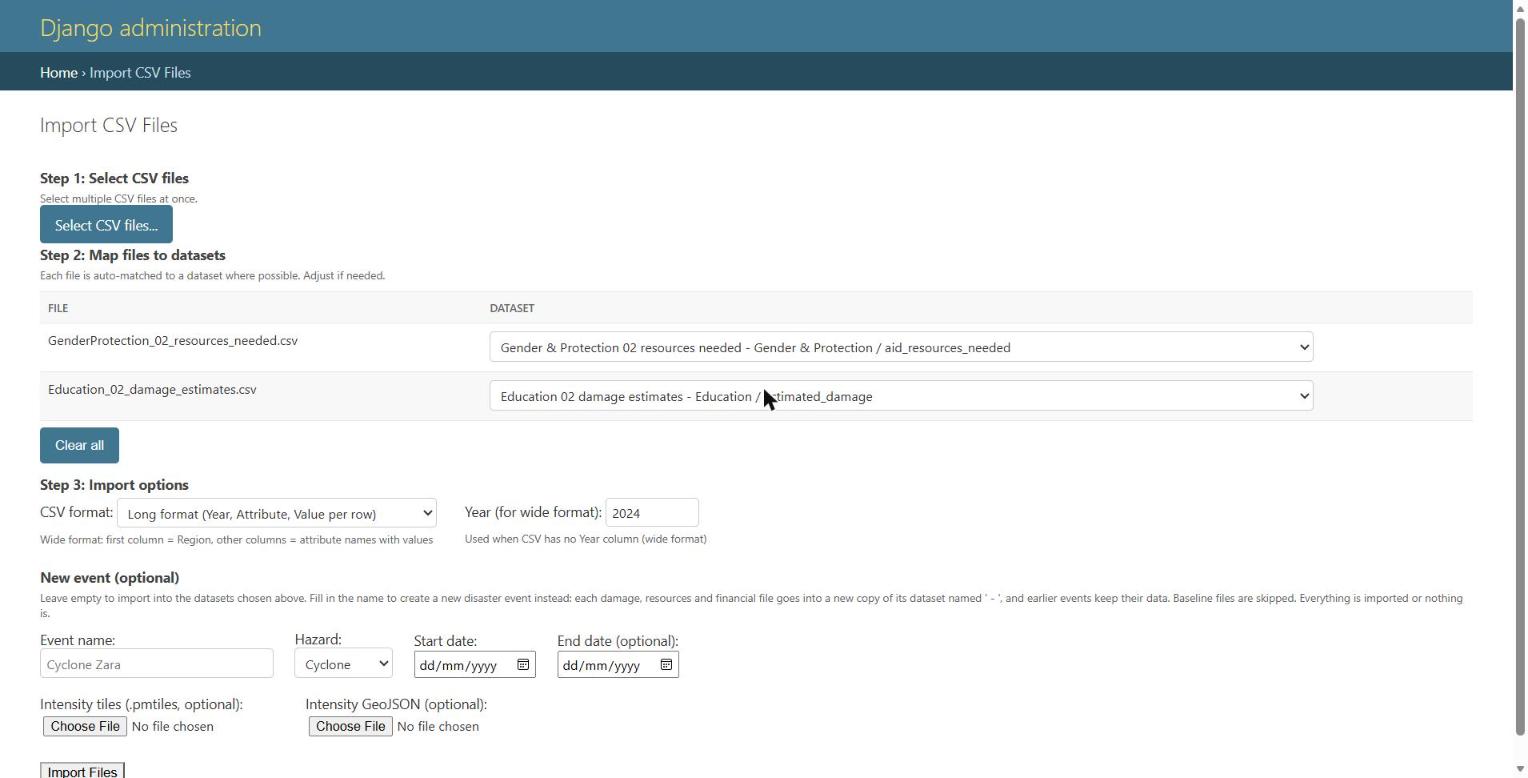 Django administration
Home › Import CSV Files
Import CSV Files
Step 1: Select CSV files
Select multiple CSV files at once.
Select CSV files...
Step 2: Map files to datasets
Each file is auto-matched to a dataset where possible. Adjust if needed.
FILE DATASET
GenderProtection_02_resources_needed.csv Gender & Protection 02 resources needed - Gender & Protection / aid_resources_needed
Education_02_damage_estimates.csv Education 02 damage estimates - Education / estimated_damage
Clear all
Step 3: Import options
CSV format: Long format (Year, Attribute, Value per row) Year (for wide format): 2024
Wide format: first column = Region, other columns = attribute names with values Used when CSV has no Year column (wide format)
New event (optional)
Leave empty to import into the datasets chosen above. Fill in the name to create a new disaster event instead: each damage, resources and financial file goes into a new copy of its dataset named ' - ', and earlier events keep their data. Baseline files are skipped. Everything is imported or nothing
is.
Event name: Hazard: Start date: End date (optional):
Cyclone Zara Cyclone dd/mm/yyyy dd/mm/yyyy
Intensity tiles (.pmtiles, optional): Intensity GeoJSON (optional):
Choose File No file chosen Choose File No file chosen
Import Files